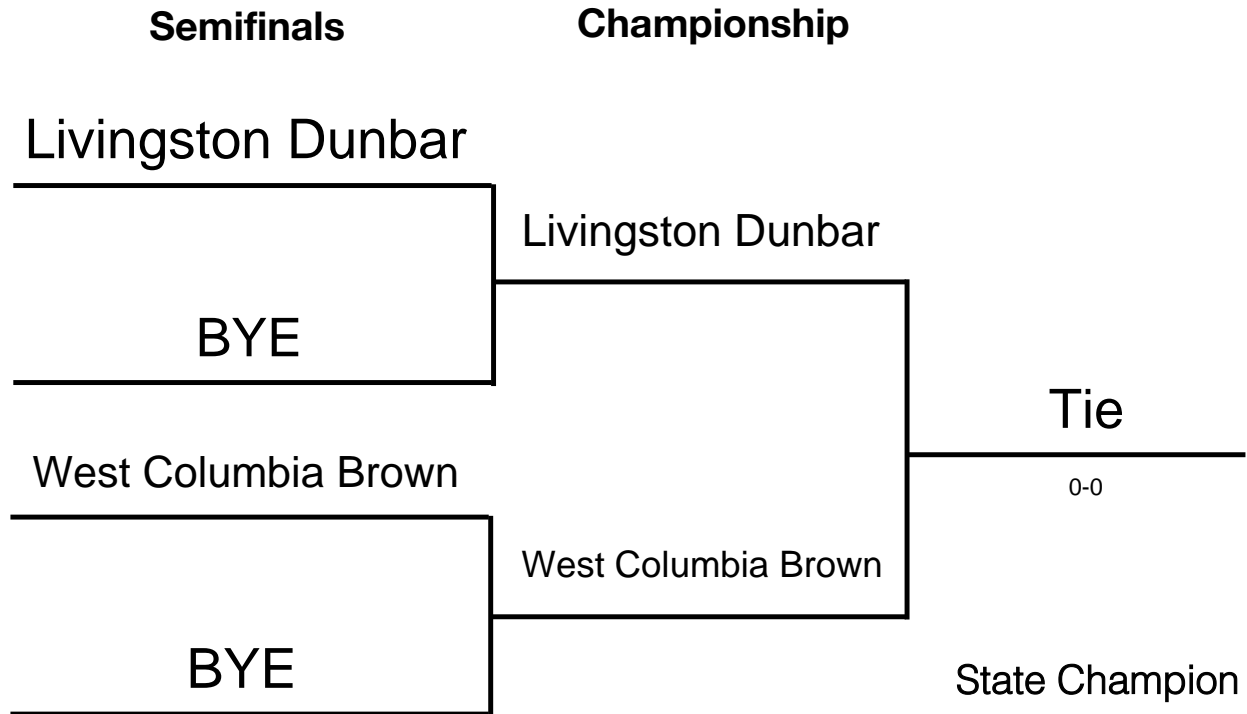 Semifinals
Championship
Livingston Dunbar
Livingston Dunbar
BYE
Tie
West Columbia Brown
0-0
West Columbia Brown
BYE
State Champion